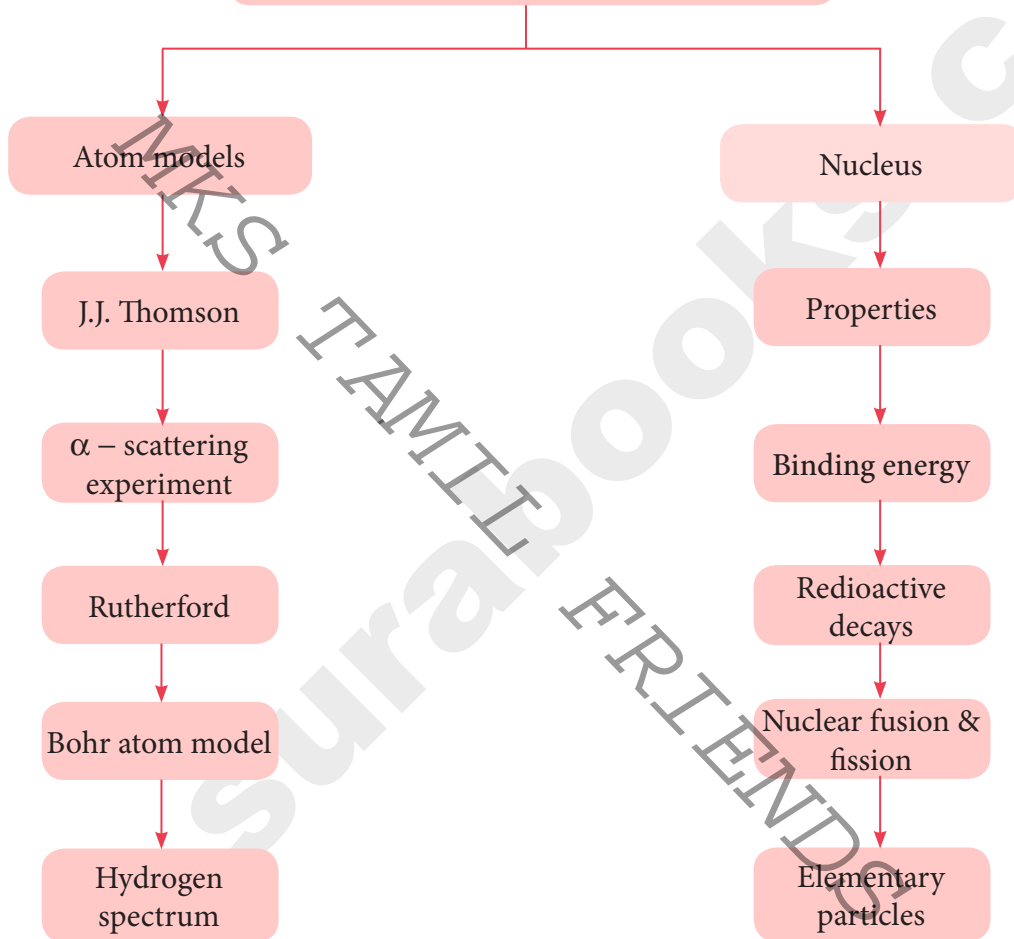 Atom models
J.J. Thomson
α – scattering
experiment
Rutherford
Bohr atom model
Hydrogen
spectrum
Nucleus
Properties
Binding energy
Redioactive
decays
Nuclear fusion &
fission
Elementary
particles
MKS TAMIL FRIENDS
surabooks.c